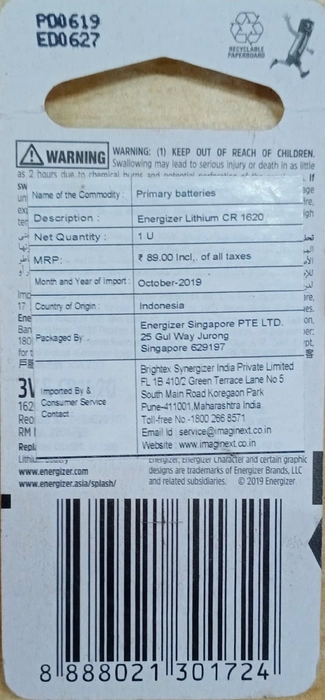 PD0619
ED0627
RECYCLABLE
PAPERBOARD
WARNING
WARNING: (1) KEEP OUT OF REACH OF CHILDREN.
Swallowing may lead to serious injury or death in as little
as 2 hours due to chemical burns and potential If
Name of the Commodity : Primary batteries
Description : Energizer Lithium CR 1620
Net Quantity : 1 U
MRP: ₹ 89.00 Incl., of all taxes
Month and Year of Import : October-2019
Country of Origin : Indonesia
Packaged By Energizer Singapore PTE LTD.
25 Gul Way Jurong
Singapore 629197
Imported By &
Consumer Service
Contact
Brightex Synergizer India Private Limited
FL 1B 410/2 Green Terrace Lane No 5
South Main Road Koregaon Park
Pune-411001,Maharashtra India
Toll-free No -1800 266 8571
Email Id : service@imaginext.co.in
Website : www.imaginext.co.in
www.energizer.com
www.energizer.asia/splash/
Energizer, Energizer Character and certain graphic
designs are trademarks of Energizer Brands, LLC
and related subsidiaries. © 2019 Energizer
8 888021 301724